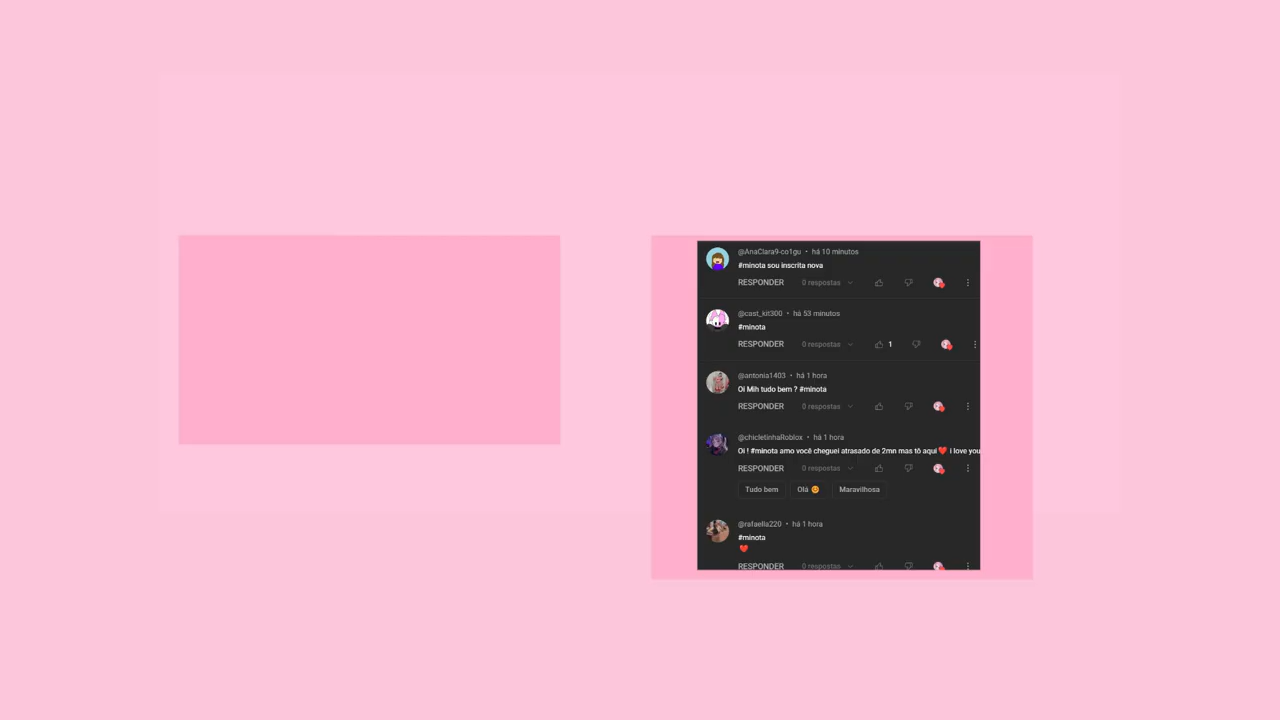 @AnaClara9-co1gu • há 10 minutos
#minota sou inscrita nova
RESPONDER 0 respostas
@cast_kit300 • há 53 minutos
#minota
RESPONDER 0 respostas 1
@antonia1403 • há 1 hora
Oi Mih tudo bem ? #minota
RESPONDER 0 respostas
@chicletinhaRoblox • há 1 hora
Oi ! #minota amo você cheguei atrasado de 2mn mas tô aqui❤️ i love you
RESPONDER 0 respostas
Tudo bem Olá 😊 Maravilhosa
@rafaella220 • há 1 hora
#minota
❤️
RESPONDER 0 respostas